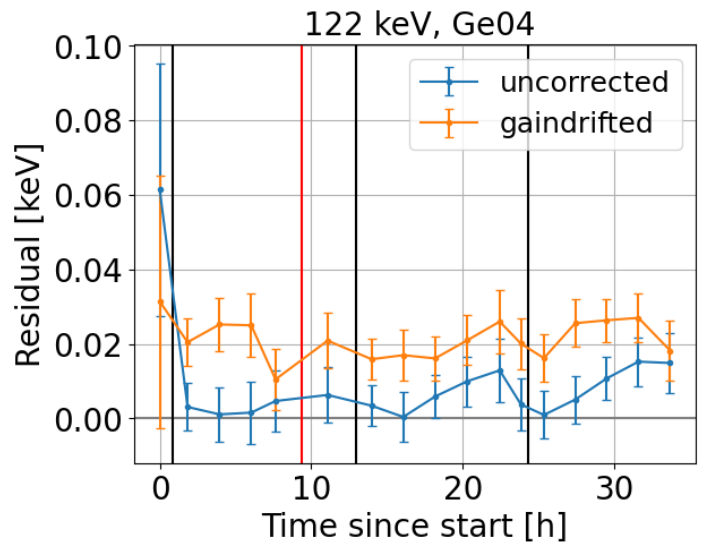 122 keV, Ge04
Residual [keV]
0.10
0.08
0.06
0.04
0.02
0.00
uncorrected
gaindrifted
0
10
20
30
Time since start [h]